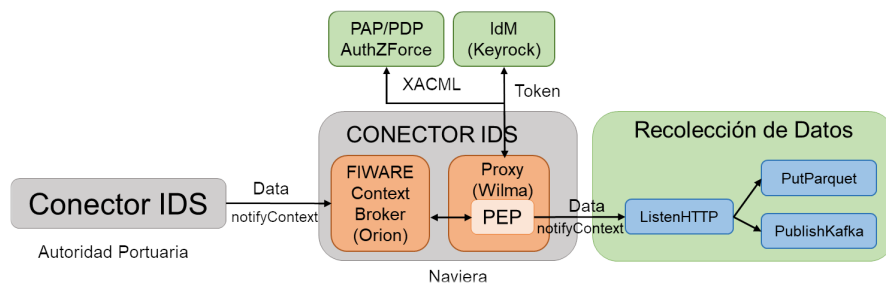 PAP/PDP
AuthZForce
IdM
(Keyrock)
XACML
Token
CONECTOR IDS
Recolección de Datos
Conector IDS
Data
notifyContext
FIWARE
Context
Broker
(Orion)
Proxy
(Wilma)
PEP
Data
notifyContext
ListenHTTP
PutParquet
PublishKafka
Autoridad Portuaria
Naviera